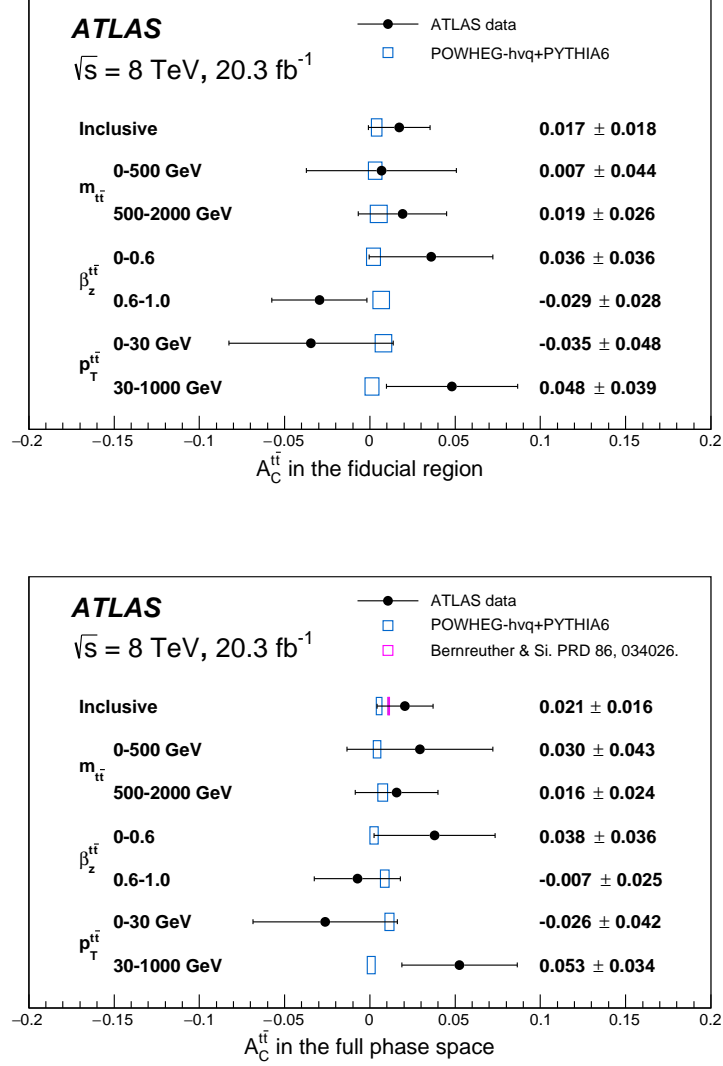 ATLAS
ATLAS data
POWHEG-hvq+PYTHIA6
√s = 8 TeV, 20.3 fb⁻¹
Inclusive 0.017 ± 0.018
m_tt̄
0-500 GeV 0.007 ± 0.044
500-2000 GeV 0.019 ± 0.026
β_z^tt̄
0-0.6 0.036 ± 0.036
0.6-1.0 -0.029 ± 0.028
p_T^tt̄
0-30 GeV -0.035 ± 0.048
30-1000 GeV 0.048 ± 0.039
−0.2 −0.15 −0.1 −0.05 0 0.05 0.1 0.15 0.2
A_C^tt̄ in the fiducial region
ATLAS
ATLAS data
POWHEG-hvq+PYTHIA6
√s = 8 TeV, 20.3 fb⁻¹
Bernreuther & Si. PRD 86, 034026.
Inclusive 0.021 ± 0.016
m_tt̄
0-500 GeV 0.030 ± 0.043
500-2000 GeV 0.016 ± 0.024
β_z^tt̄
0-0.6 0.038 ± 0.036
0.6-1.0 -0.007 ± 0.025
p_T^tt̄
0-30 GeV -0.026 ± 0.042
30-1000 GeV 0.053 ± 0.034
−0.2 −0.15 −0.1 −0.05 0 0.05 0.1 0.15 0.2
A_C^tt̄ in the full phase space